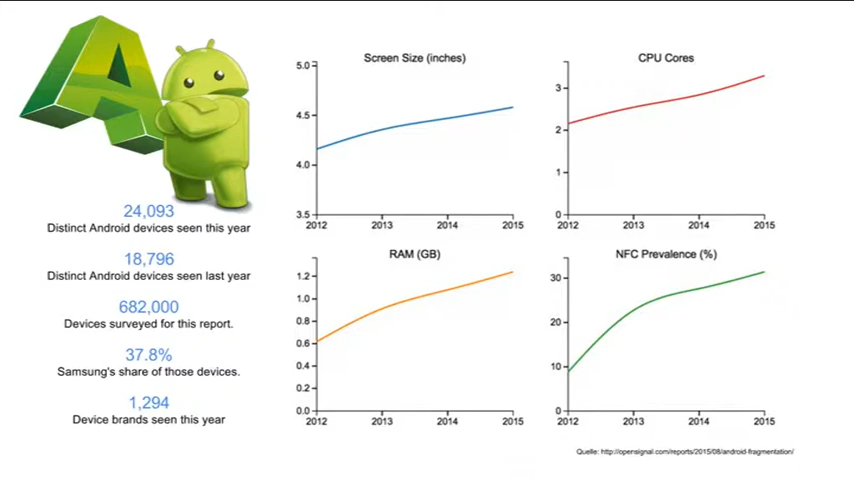 24,093
Distinct Android devices seen this year
18,796
Distinct Android devices seen last year
682,000
Devices surveyed for this report.
37.8%
Samsung's share of those devices.
1,294
Device brands seen this year
Screen Size (inches)
5.0
4.5
4.0
3.5
2012 2013 2014 2015
CPU Cores
3
2
1
0
2012 2013 2014 2015
RAM (GB)
1.2
1.0
0.8
0.6
0.4
0.2
0.0
2012 2013 2014 2015
NFC Prevalence (%)
30
20
10
0
2012 2013 2014 2015
Quelle: http://opensignal.com/reports/2015/08/android-fragmentation/